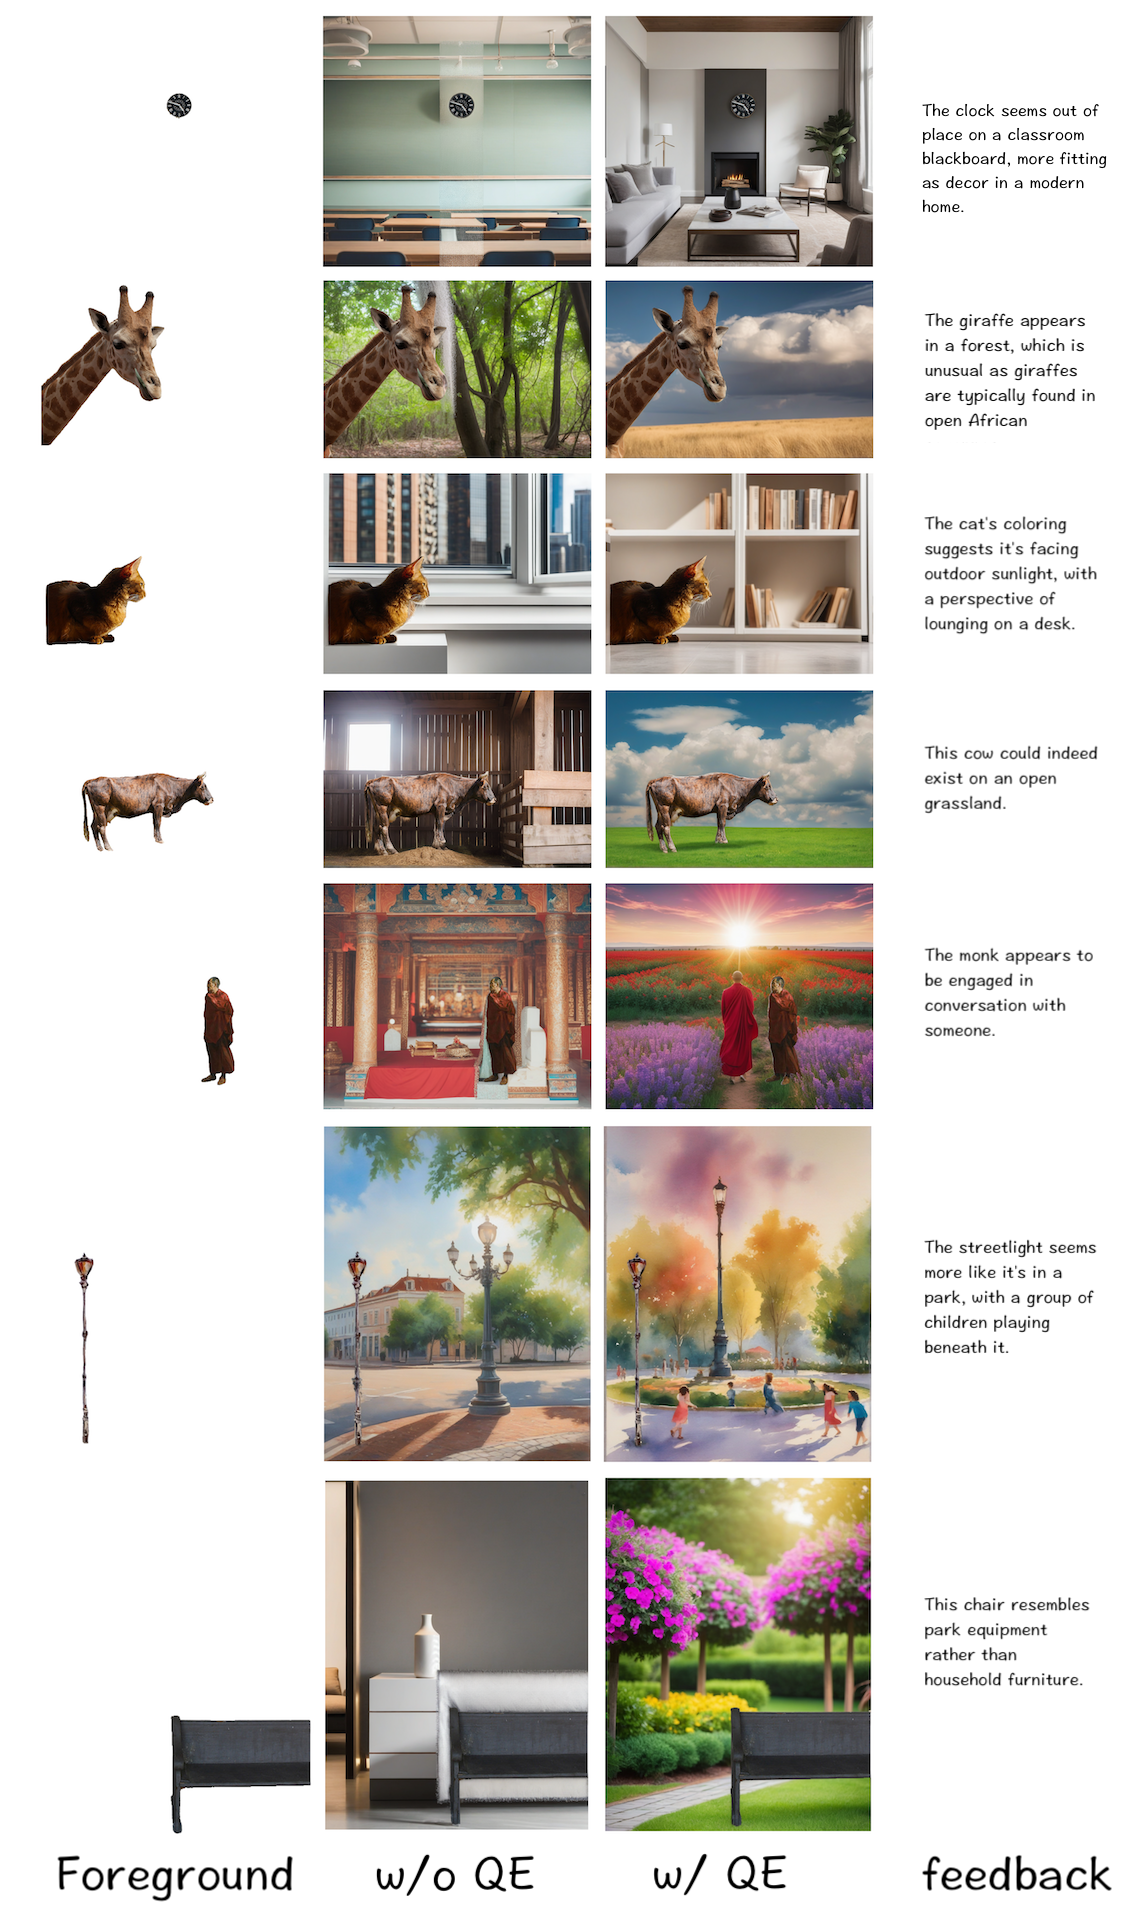 The clock seems out of
place on a classroom
blackboard, more fitting
as decor in a modern
home.
The giraffe appears
in a forest, which is
unusual as giraffes
are typically found in
open African
The cat's coloring
suggests it's facing
outdoor sunlight, with
a perspective of
lounging on a desk.
This cow could indeed
exist on an open
grassland.
The monk appears to
be engaged in
conversation with
someone.
The streetlight seems
more like it's in a
park, with a group of
children playing
beneath it.
This chair resembles
park equipment
rather than
household furniture.
Foreground w/o QE w/ QE feedback